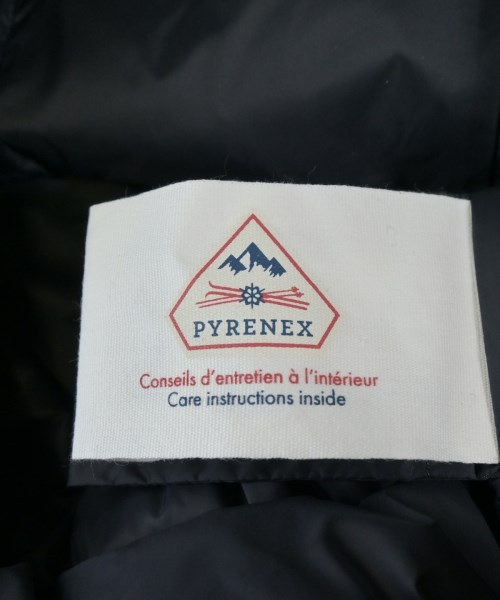 PYRENEX
Conseils d'entretien à l'intérieur
Care instructions inside